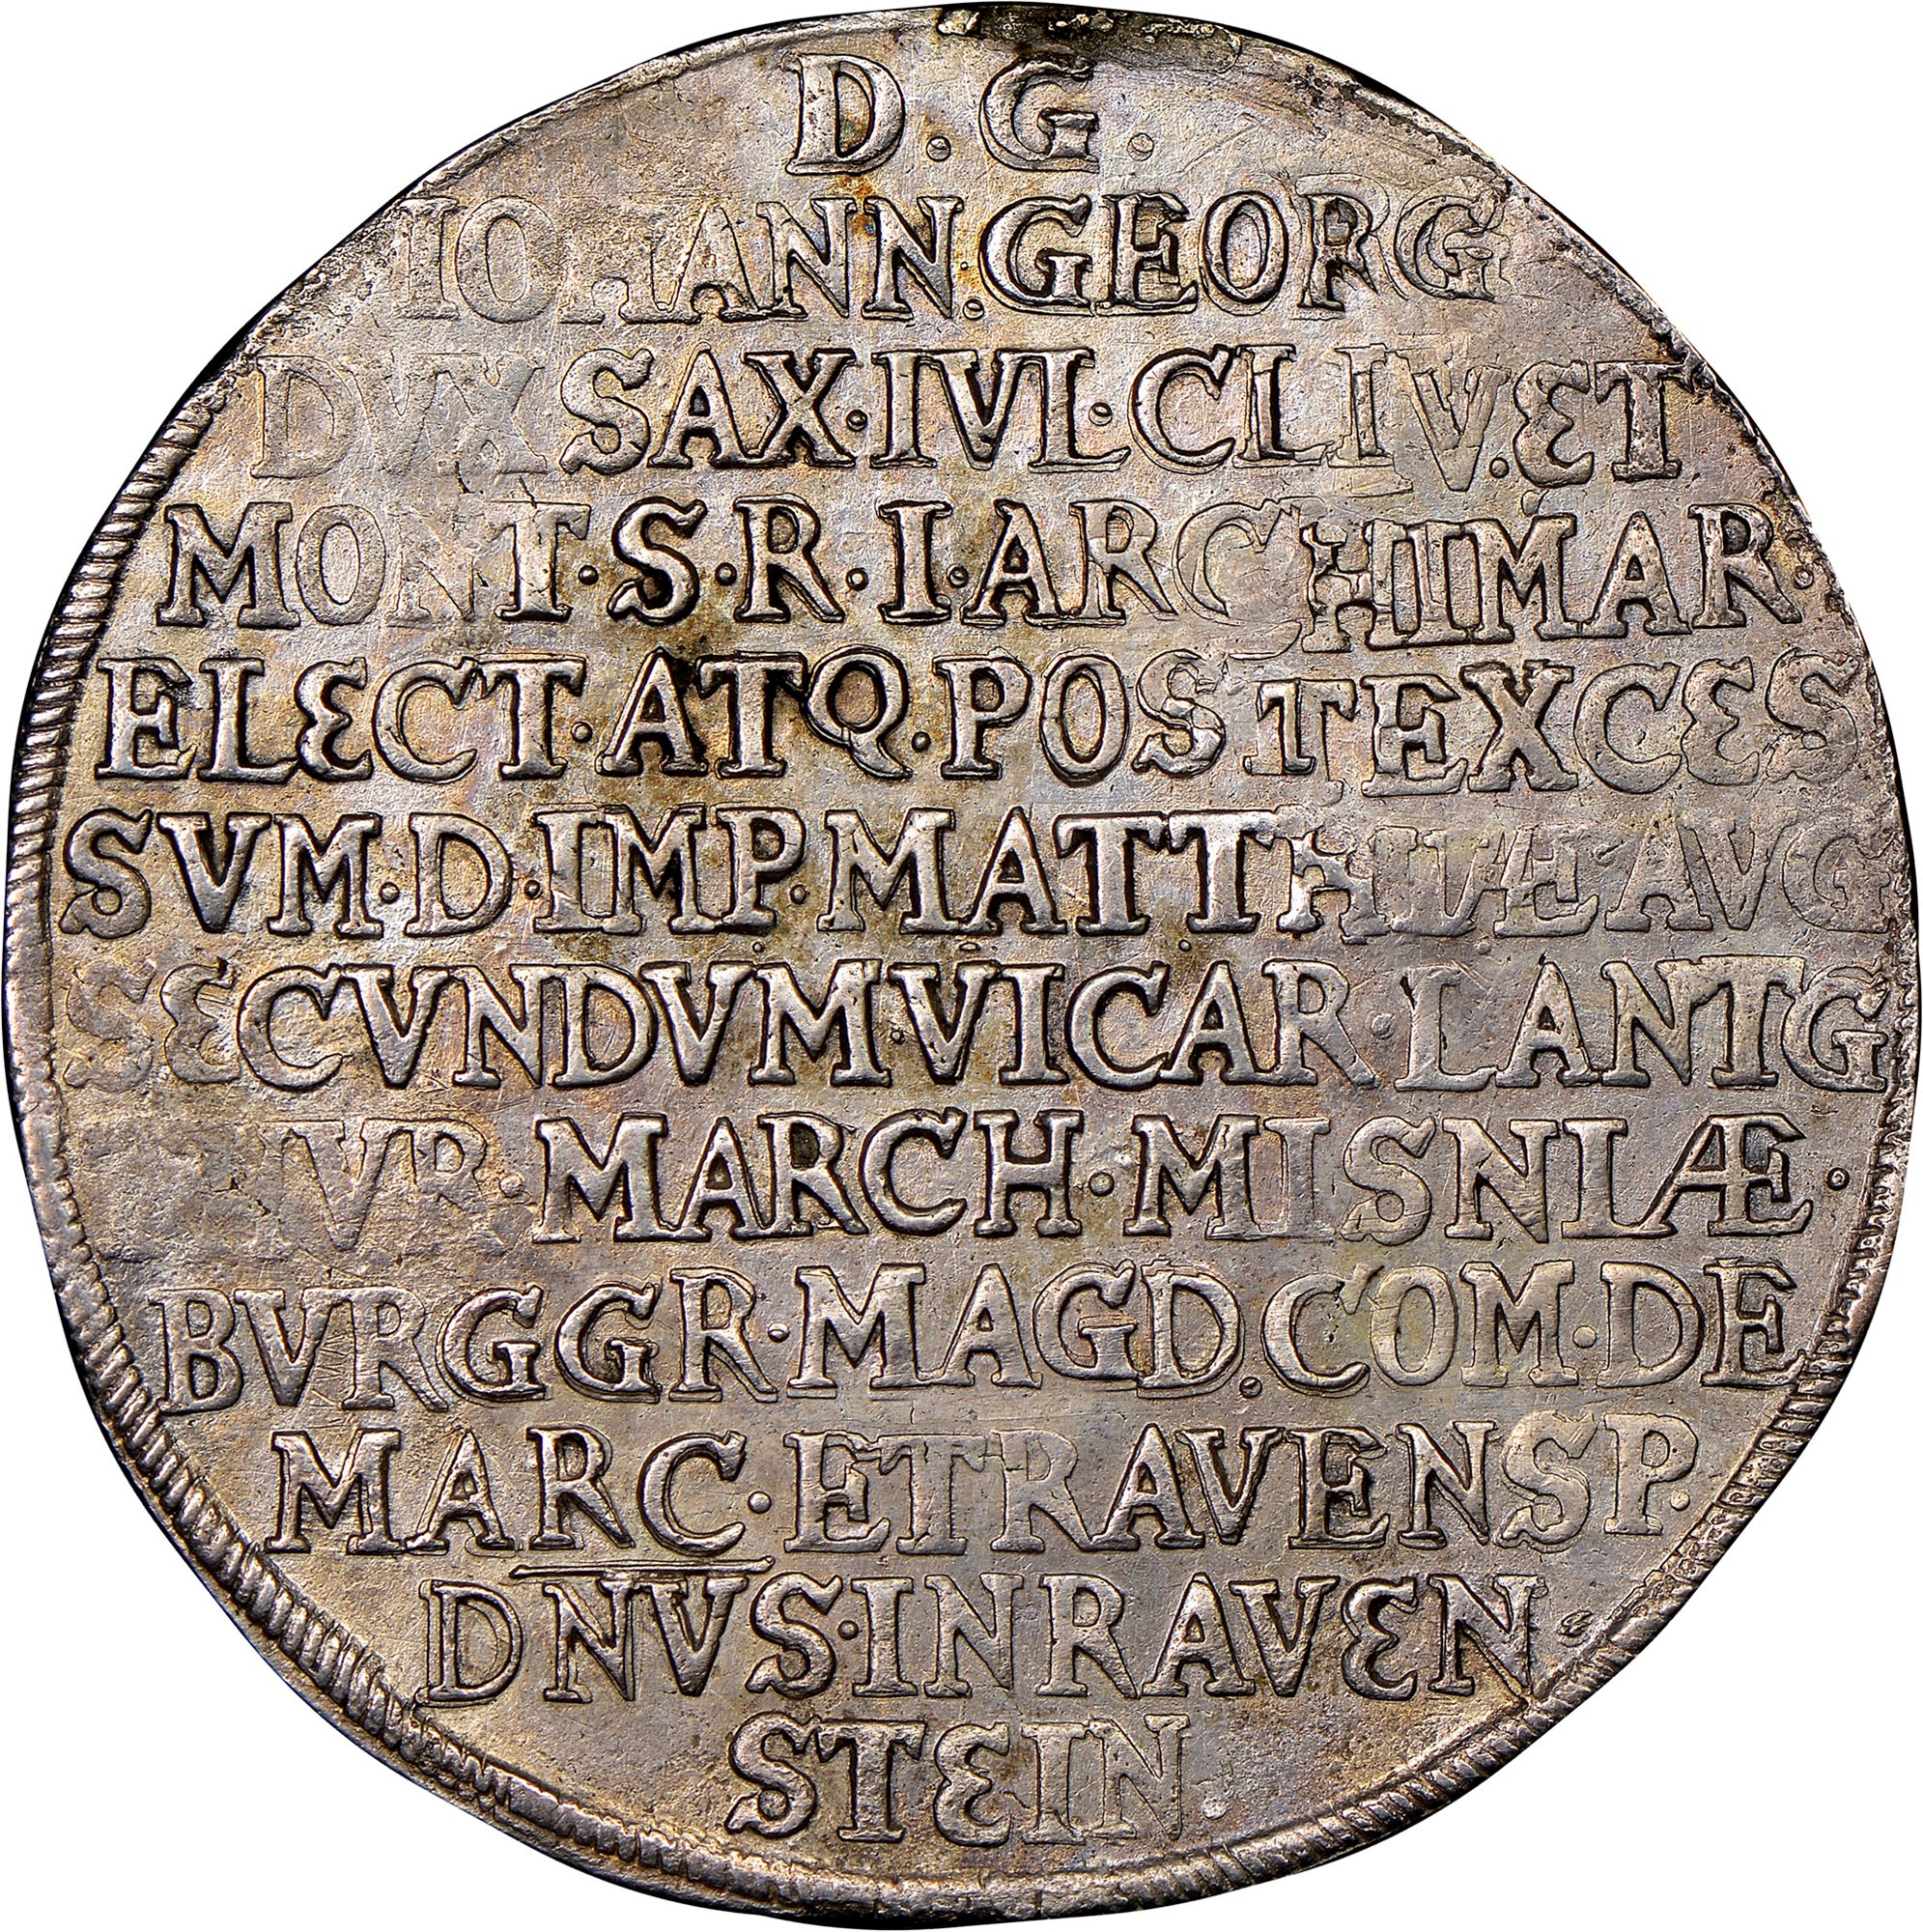 D. G.
IOHANN. GEORG
DVX SAX. IVL. CLIV. ET
MONT. S. R. I. ARCHIMAR.
ELECT. ATQ. POST EXCES
SVM. D. IMP. MATTHIÆ AVG
SECVNDVM VICAR. LANTG
IVR. MARCH. MISNIÆ.
BVRGGR. MAGD. COM. DE
MARC. ET RAVENSP.
DNVS. IN RAVEN
STEIN.